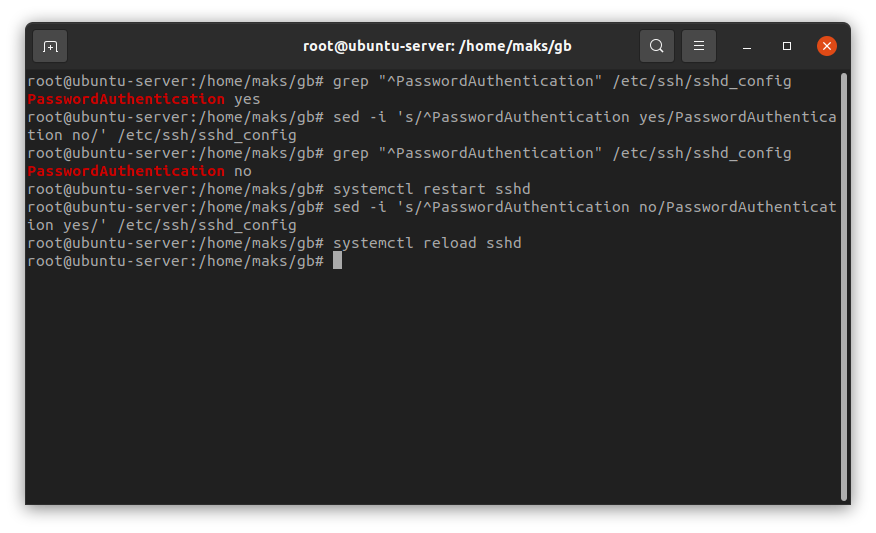 root@ubuntu-server: /home/maks/gb
root@ubuntu-server:/home/maks/gb# grep "^PasswordAuthentication" /etc/ssh/sshd_config
PasswordAuthentication yes
root@ubuntu-server:/home/maks/gb# sed -i 's/^PasswordAuthentication yes/PasswordAuthentica
tion no/' /etc/ssh/sshd_config
root@ubuntu-server:/home/maks/gb# grep "^PasswordAuthentication" /etc/ssh/sshd_config
PasswordAuthentication no
root@ubuntu-server:/home/maks/gb# systemctl restart sshd
root@ubuntu-server:/home/maks/gb# sed -i 's/^PasswordAuthentication no/PasswordAuthenticat
ion yes/' /etc/ssh/sshd_config
root@ubuntu-server:/home/maks/gb# systemctl reload sshd
root@ubuntu-server:/home/maks/gb#